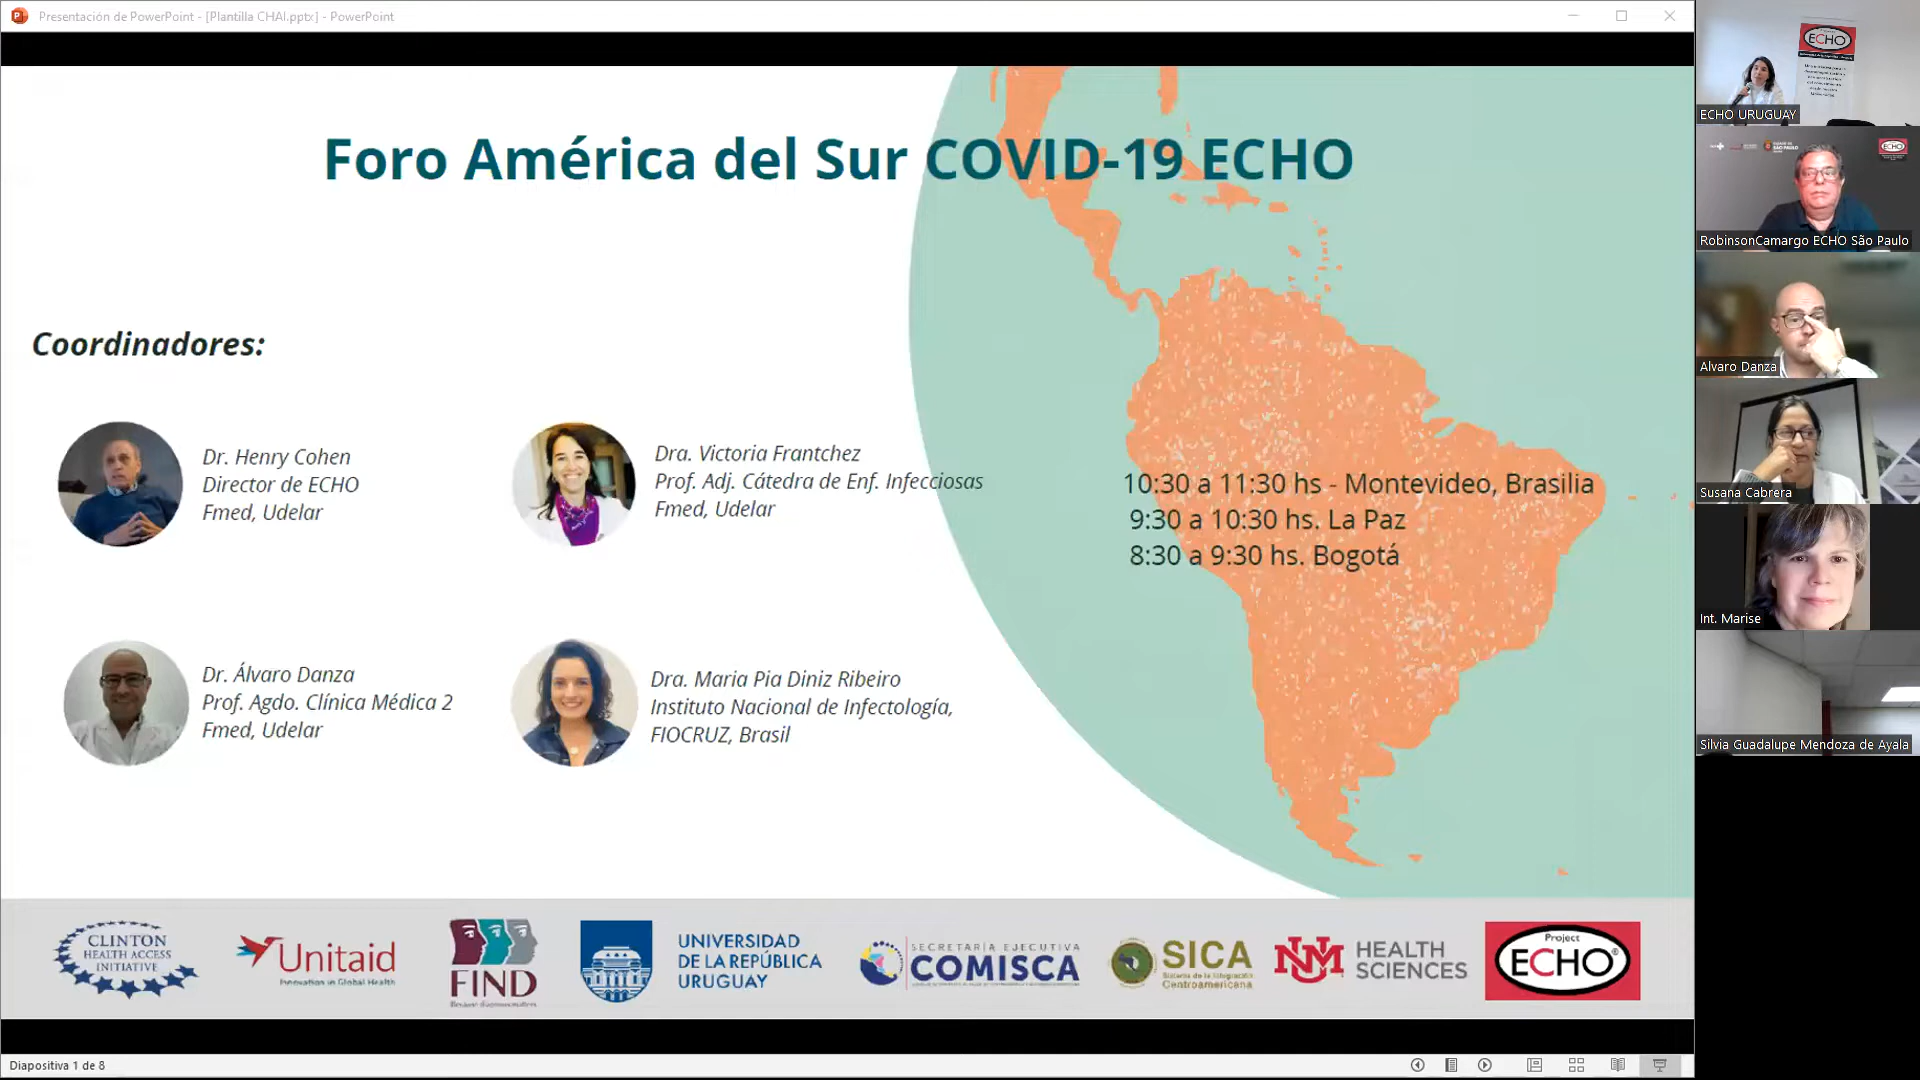 Presentación de PowerPoint - [Plantilla CHAI.pptx] - PowerPoint
Foro América del Sur COVID-19 ECHO
Coordinadores:
Dr. Henry Cohen
Director de ECHO
Fmed, Udelar
Dra. Victoria Frantchez
Prof. Adj. Cátedra de Enf. Infecciosas
Fmed, Udelar
10:30 a 11:30 hs - Montevideo, Brasilia
9:30 a 10:30 hs. La Paz
8:30 a 9:30 hs. Bogotá
Dr. Álvaro Danza
Prof. Agdo. Clínica Médica 2
Fmed, Udelar
Dra. Maria Pia Diniz Ribeiro
Instituto Nacional de Infectología,
FIOCRUZ, Brasil
CLINTON
HEALTH ACCESS
INITIATIVE
Unitaid
Innovation in Global Health
FIND
Because diagnosis matters
UNIVERSIDAD
DE LA REPÚBLICA
URUGUAY
SECRETARÍA EJECUTIVA
COMISCA
SICA
Sistema de la Integración
Centroamericana
HEALTH
SCIENCES
Project
ECHO®
Diapositiva 1 de 8
ECHO
ECHO URUGUAY
SÃO PAULO
ECHO
RobinsonCamargo ECHO São Paulo
Alvaro Danza
Susana Cabrera
Int. Marise
Silvia Guadalupe Mendoza de Ayala